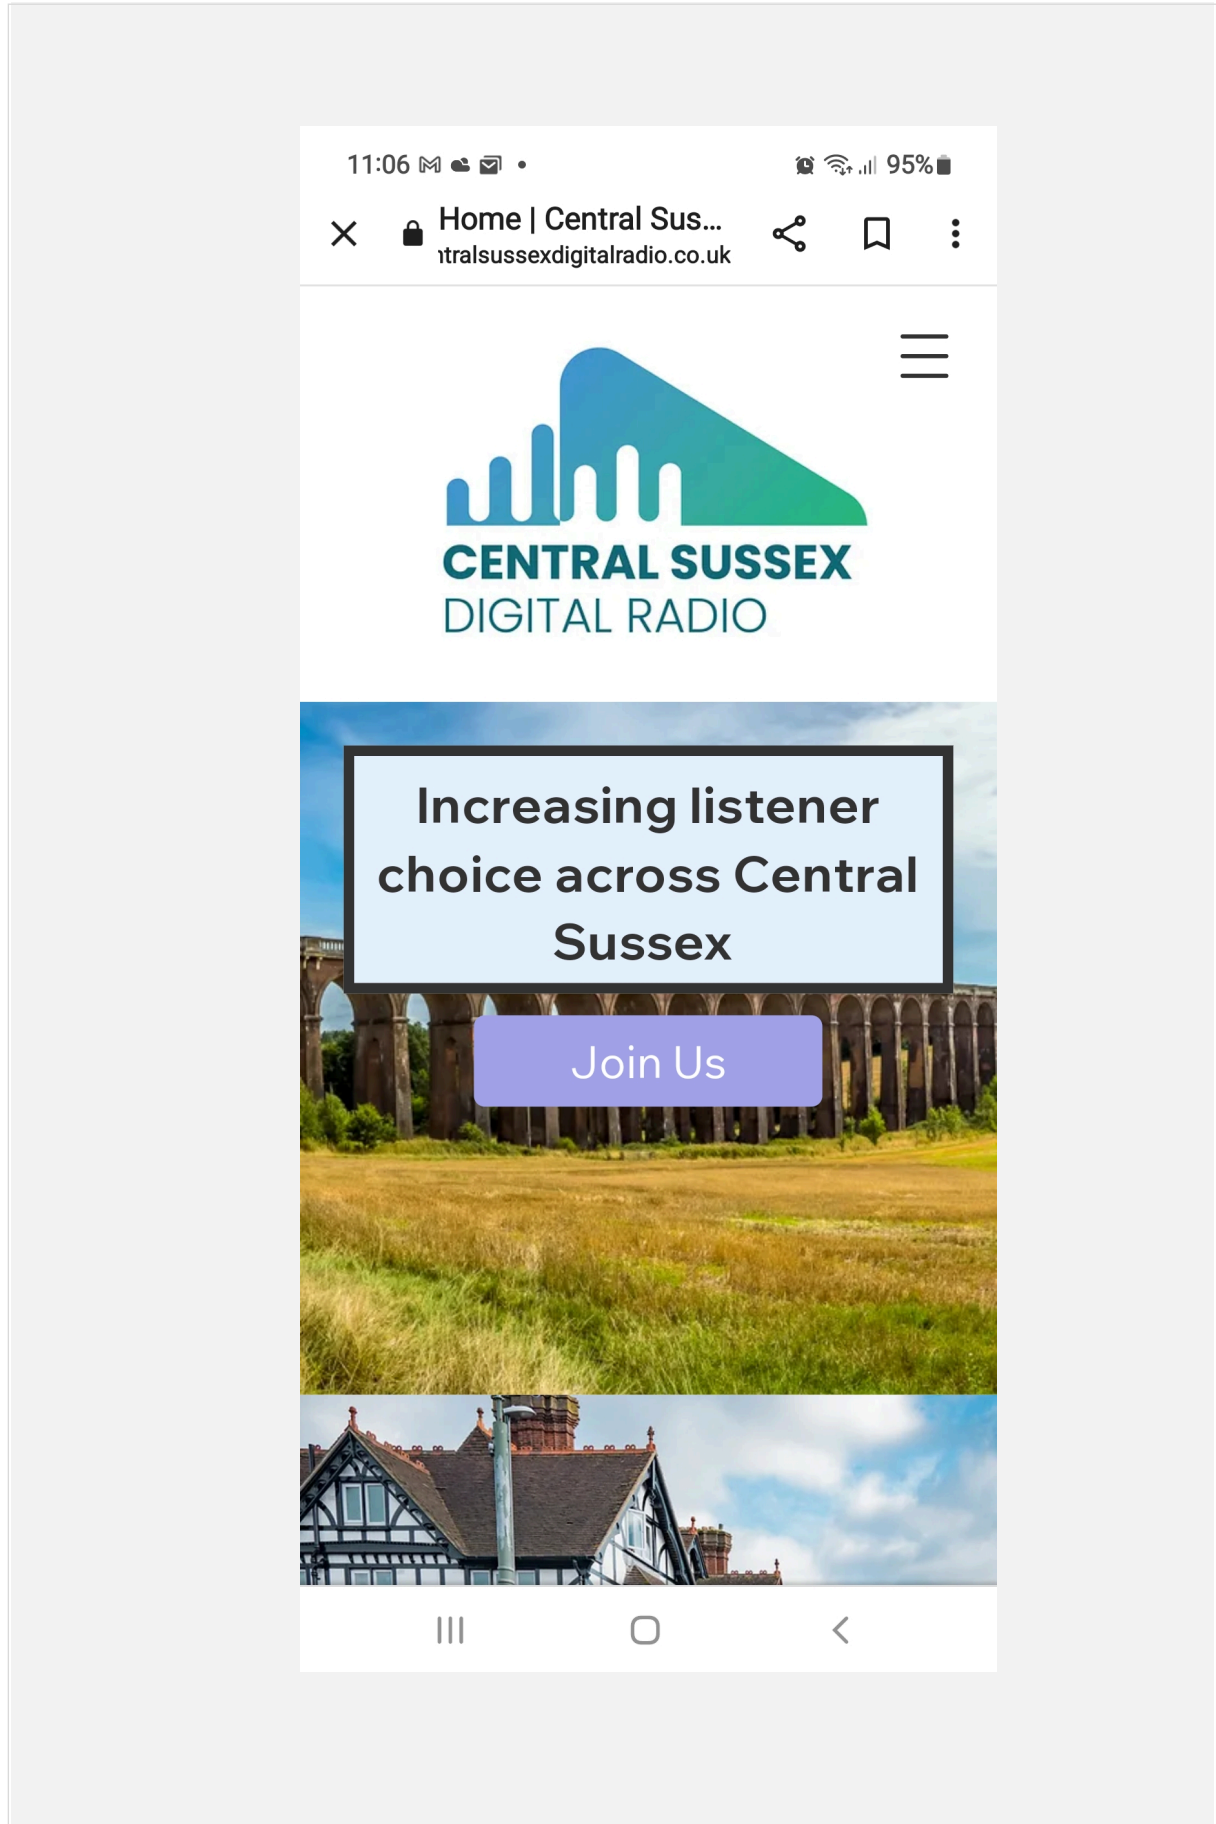 11:06
95%
Home | Central Sus...
ntralsussexdigitalradio.co.uk
CENTRAL SUSSEX
DIGITAL RADIO
Increasing listener
choice across Central
Sussex
Join Us